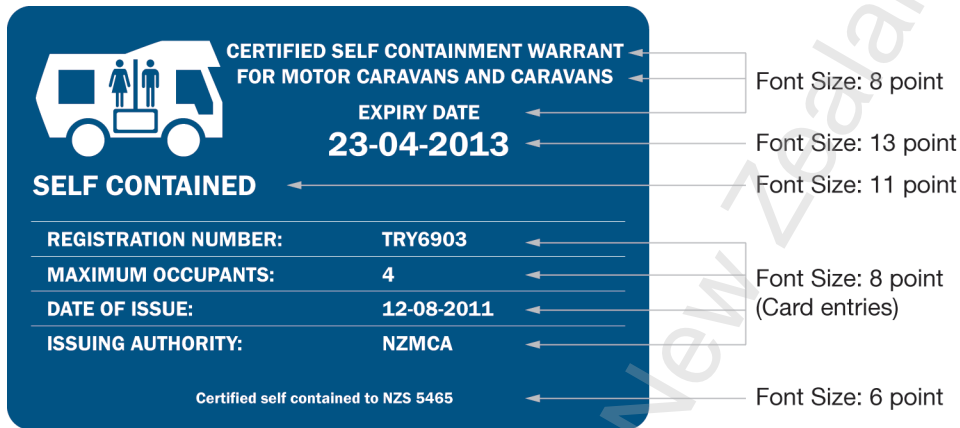 CERTIFIED SELF CONTAINMENT WARRANT
FOR MOTOR CARAVANS AND CARAVANS
Font Size: 8 point
EXPIRY DATE
23-04-2013
Font Size: 13 point
SELF CONTAINED
Font Size: 11 point
REGISTRATION NUMBER: TRY6903
MAXIMUM OCCUPANTS: 4
Font Size: 8 point
(Card entries)
DATE OF ISSUE: 12-08-2011
ISSUING AUTHORITY: NZMCA
Certified self contained to NZS 5465
Font Size: 6 point
New Zeala